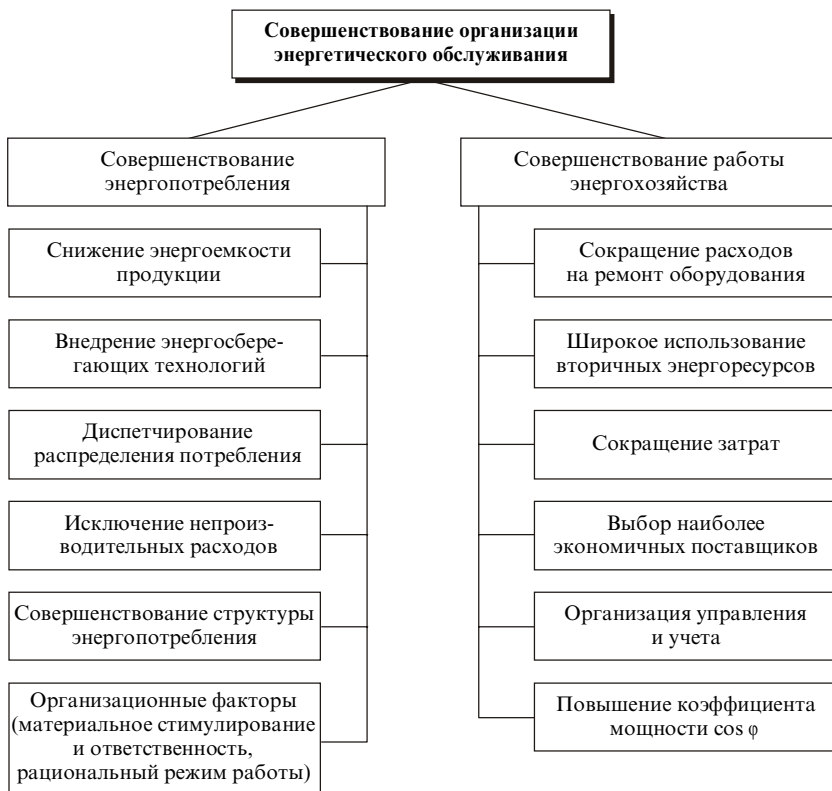 Совершенствование организации
энергетического обслуживания
Совершенствование
энергопотребления
Снижение энергоемкости
продукции
Внедрение энергосбере-
гающих технологий
Диспетчирование
распределения потребления
Исключение непроиз-
водительных расходов
Совершенствование структуры
энергопотребления
Организационные факторы
(материальное стимулирование
и ответственность,
рациональный режим работы)
Совершенствование работы
энергохозяйства
Сокращение расходов
на ремонт оборудования
Широкое использование
вторичных энергоресурсов
Сокращение затрат
Выбор наиболее
экономичных поставщиков
Организация управления
и учета
Повышение коэффициента
мощности cos φ